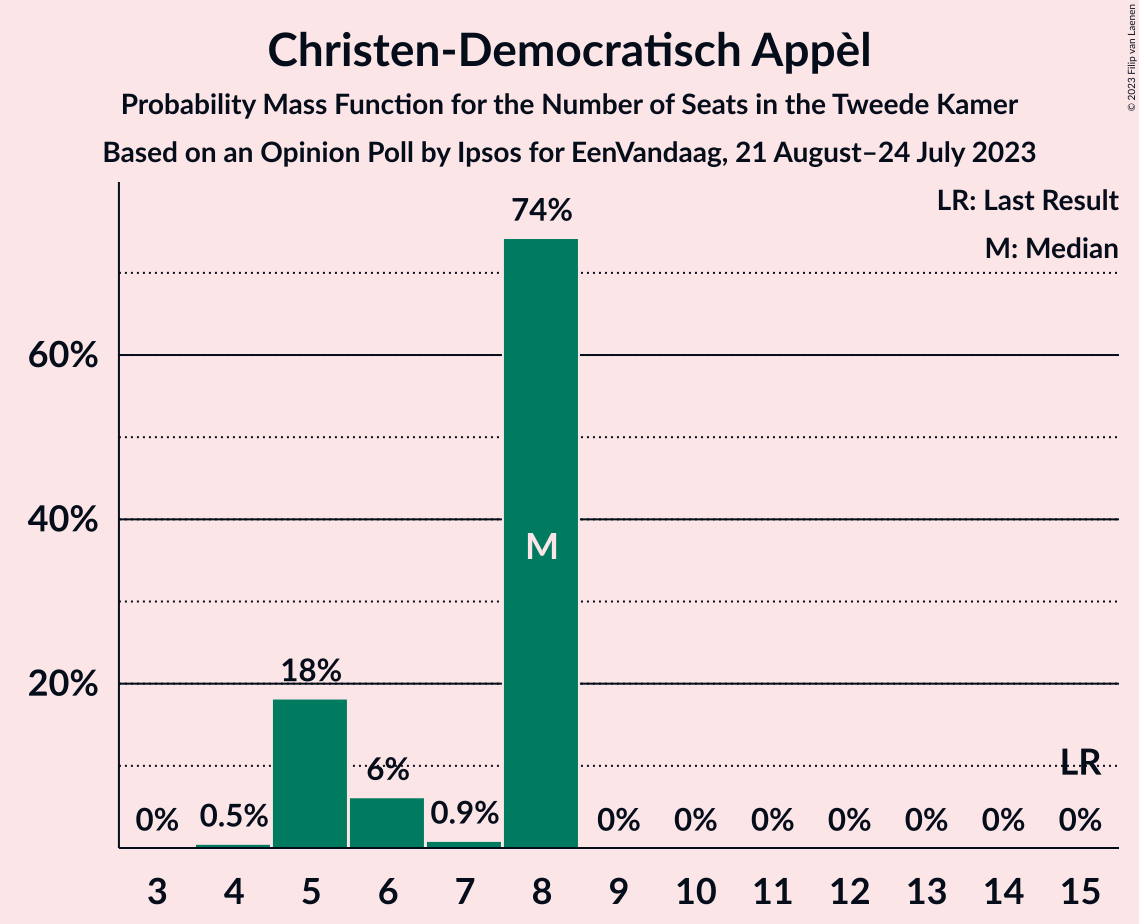 Christen-Democratisch Appèl
Probability Mass Function for the Number of Seats in the Tweede Kamer
Based on an Opinion Poll by Ipsos for EenVandaag, 21 August–24 July 2023
© 2023 Filip van Laenen
LR: Last Result
M: Median
74%
60%
40%
M
18%
20%
6%
LR
0% 0.5% 0.9% 0% 0% 0% 0% 0% 0% 0%
3 4 5 6 7 8 9 10 11 12 13 14 15